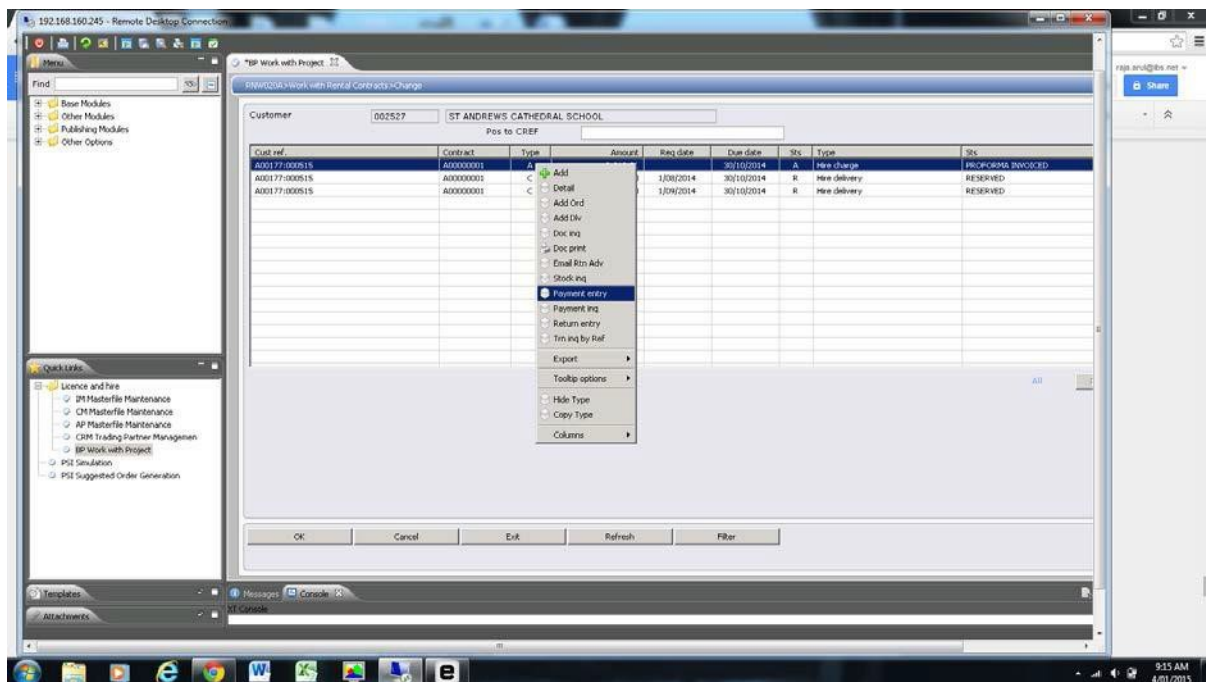 192.168.160.245 - Remote Desktop Connection
Menu
Find
Base Modules
Other Modules
Publishing Modules
Other Options
*BP Work with Project
RNW020A>Work with Rental Contracts>Change
Customer 002527 ST ANDREWS CATHEDRAL SCHOOL
Pos to CREF
Cust ref. Contract Type Amount Req date Due date Sts Type Sts
A00177:000515 A00000001 A 30/10/2014 A Hire charge PROFORMA INVOICED
A00177:000515 A00000001 C 1/08/2014 30/10/2014 R Hire delivery RESERVED
A00177:000515 A00000001 C 1/09/2014 30/10/2014 R Hire delivery RESERVED
Add
Detail
Add Ord
Add Dlv
Doc inq
Doc print
Email Rtn Adv
Stock inq
Payment entry
Payment inq
Return entry
Trn inq by Ref
Export
Tooltip options
Hide Type
Copy Type
Columns
All
OK Cancel Exit Refresh Filter
Quick Links
Licence and hire
IM Masterfile Maintenance
CM Masterfile Maintenance
AP Masterfile Maintenance
CRM Trading Partner Managemen
BP Work with Project
PSI Simulation
PSI Suggested Order Generation
Templates
Attachments
Messages Console
XT Console
raja.arul@ibs.net
Share
9:15 AM
4/01/2015